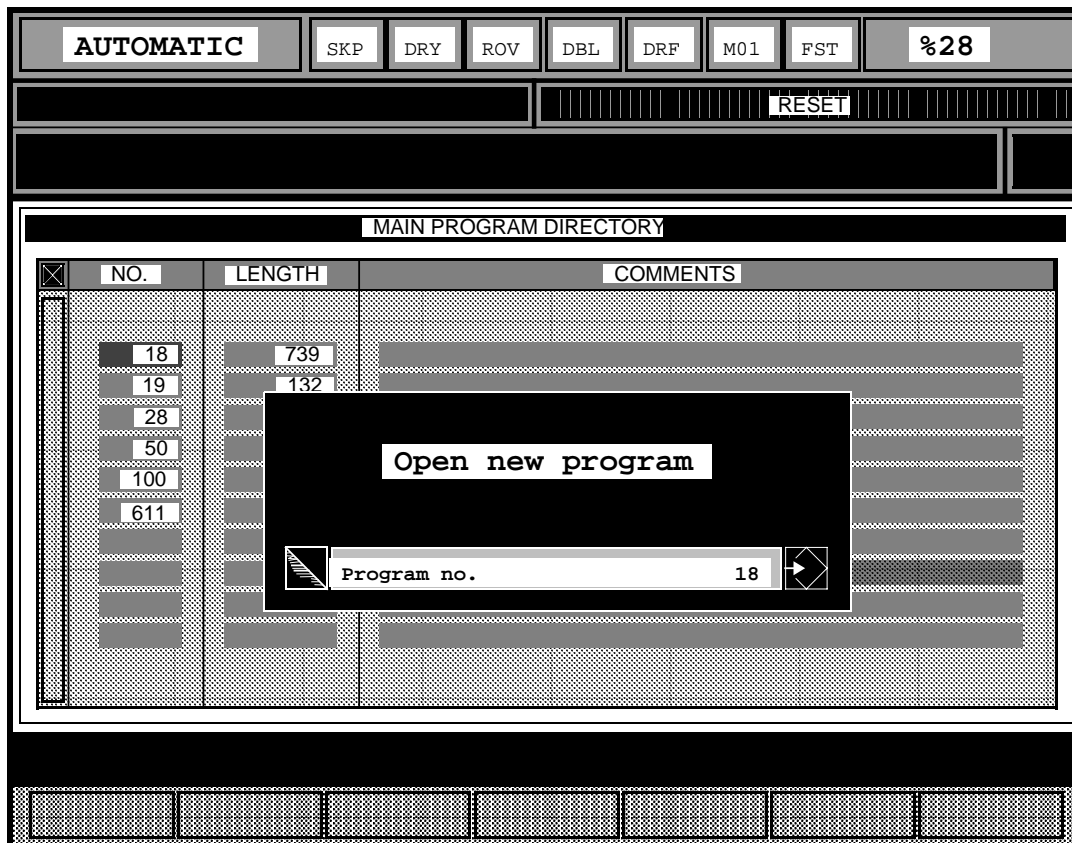 AUTOMATIC SKP DRY ROV DBL DRF M01 FST %28
RESET
MAIN PROGRAM DIRECTORY
NO. LENGTH COMMENTS
18 739
19 132
28
50
Open new program
100
611
Program no. 18